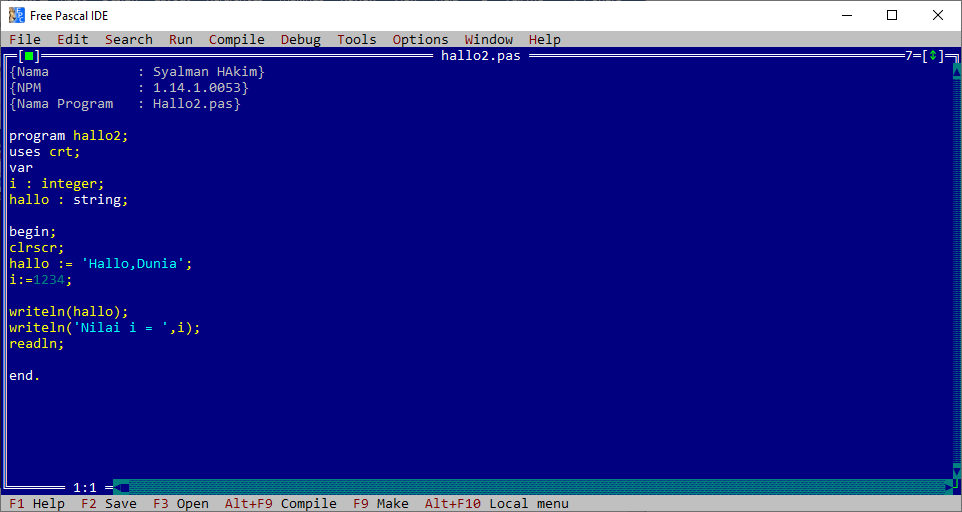 Free Pascal IDE
File Edit Search Run Compile Debug Tools Options Window Help
[■] hallo2.pas 7=[↕]
{Nama           : Syalman HAkim}
{NPM            : 1.14.1.0053}
{Nama Program   : Hallo2.pas}
program hallo2;
uses crt;
var
i : integer;
hallo : string;
begin;
clrscr;
hallo := 'Hallo,Dunia';
i:=1234;
writeln(hallo);
writeln('Nilai i = ',i);
readln;
end.
1:1
F1 Help F2 Save F3 Open Alt+F9 Compile F9 Make Alt+F10 Local menu